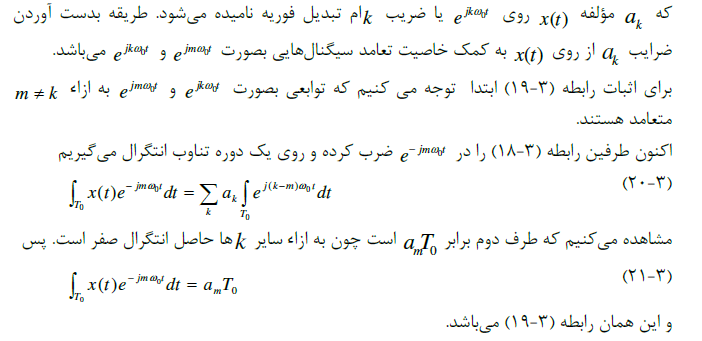 که $a_k$ مؤلفه $x(t)$ روی $e^{jk\omega_0 t}$ یا ضریب $k$ام تبدیل فوریه نامیده می‌شود. طریقه بدست آوردن
ضرایب $a_k$ از روی $x(t)$ به کمک خاصیت تعامد سیگنال‌هایی بصورت $e^{jm\omega_0 t}$ و $e^{jk\omega_0 t}$ می‌باشد.
برای اثبات رابطه (۳-۱۹) ابتدا توجه می کنیم که توابعی بصورت $e^{jk\omega_0 t}$ و $e^{jm\omega_0 t}$ به ازاء $m \neq k$
متعامد هستند.
اکنون طرفین رابطه (۳-۱۸) را در $e^{-jm\omega_0 t}$ ضرب کرده و روی یک دوره تناوب انتگرال می‌گیریم
(۳-۲۰) $\int_{T_0} x(t)e^{-jm\omega_0 t}dt = \sum_k a_k \int_{T_0} e^{j(k-m)\omega_0 t}dt$
مشاهده می‌کنیم که طرف دوم برابر $a_m T_0$ است چون به ازاء سایر $k$ها حاصل انتگرال صفر است. پس
(۳-۲۱) $\int_{T_0} x(t)e^{-jm\omega_0 t}dt = a_m T_0$
و این همان رابطه (۳-۱۹) می‌باشد.